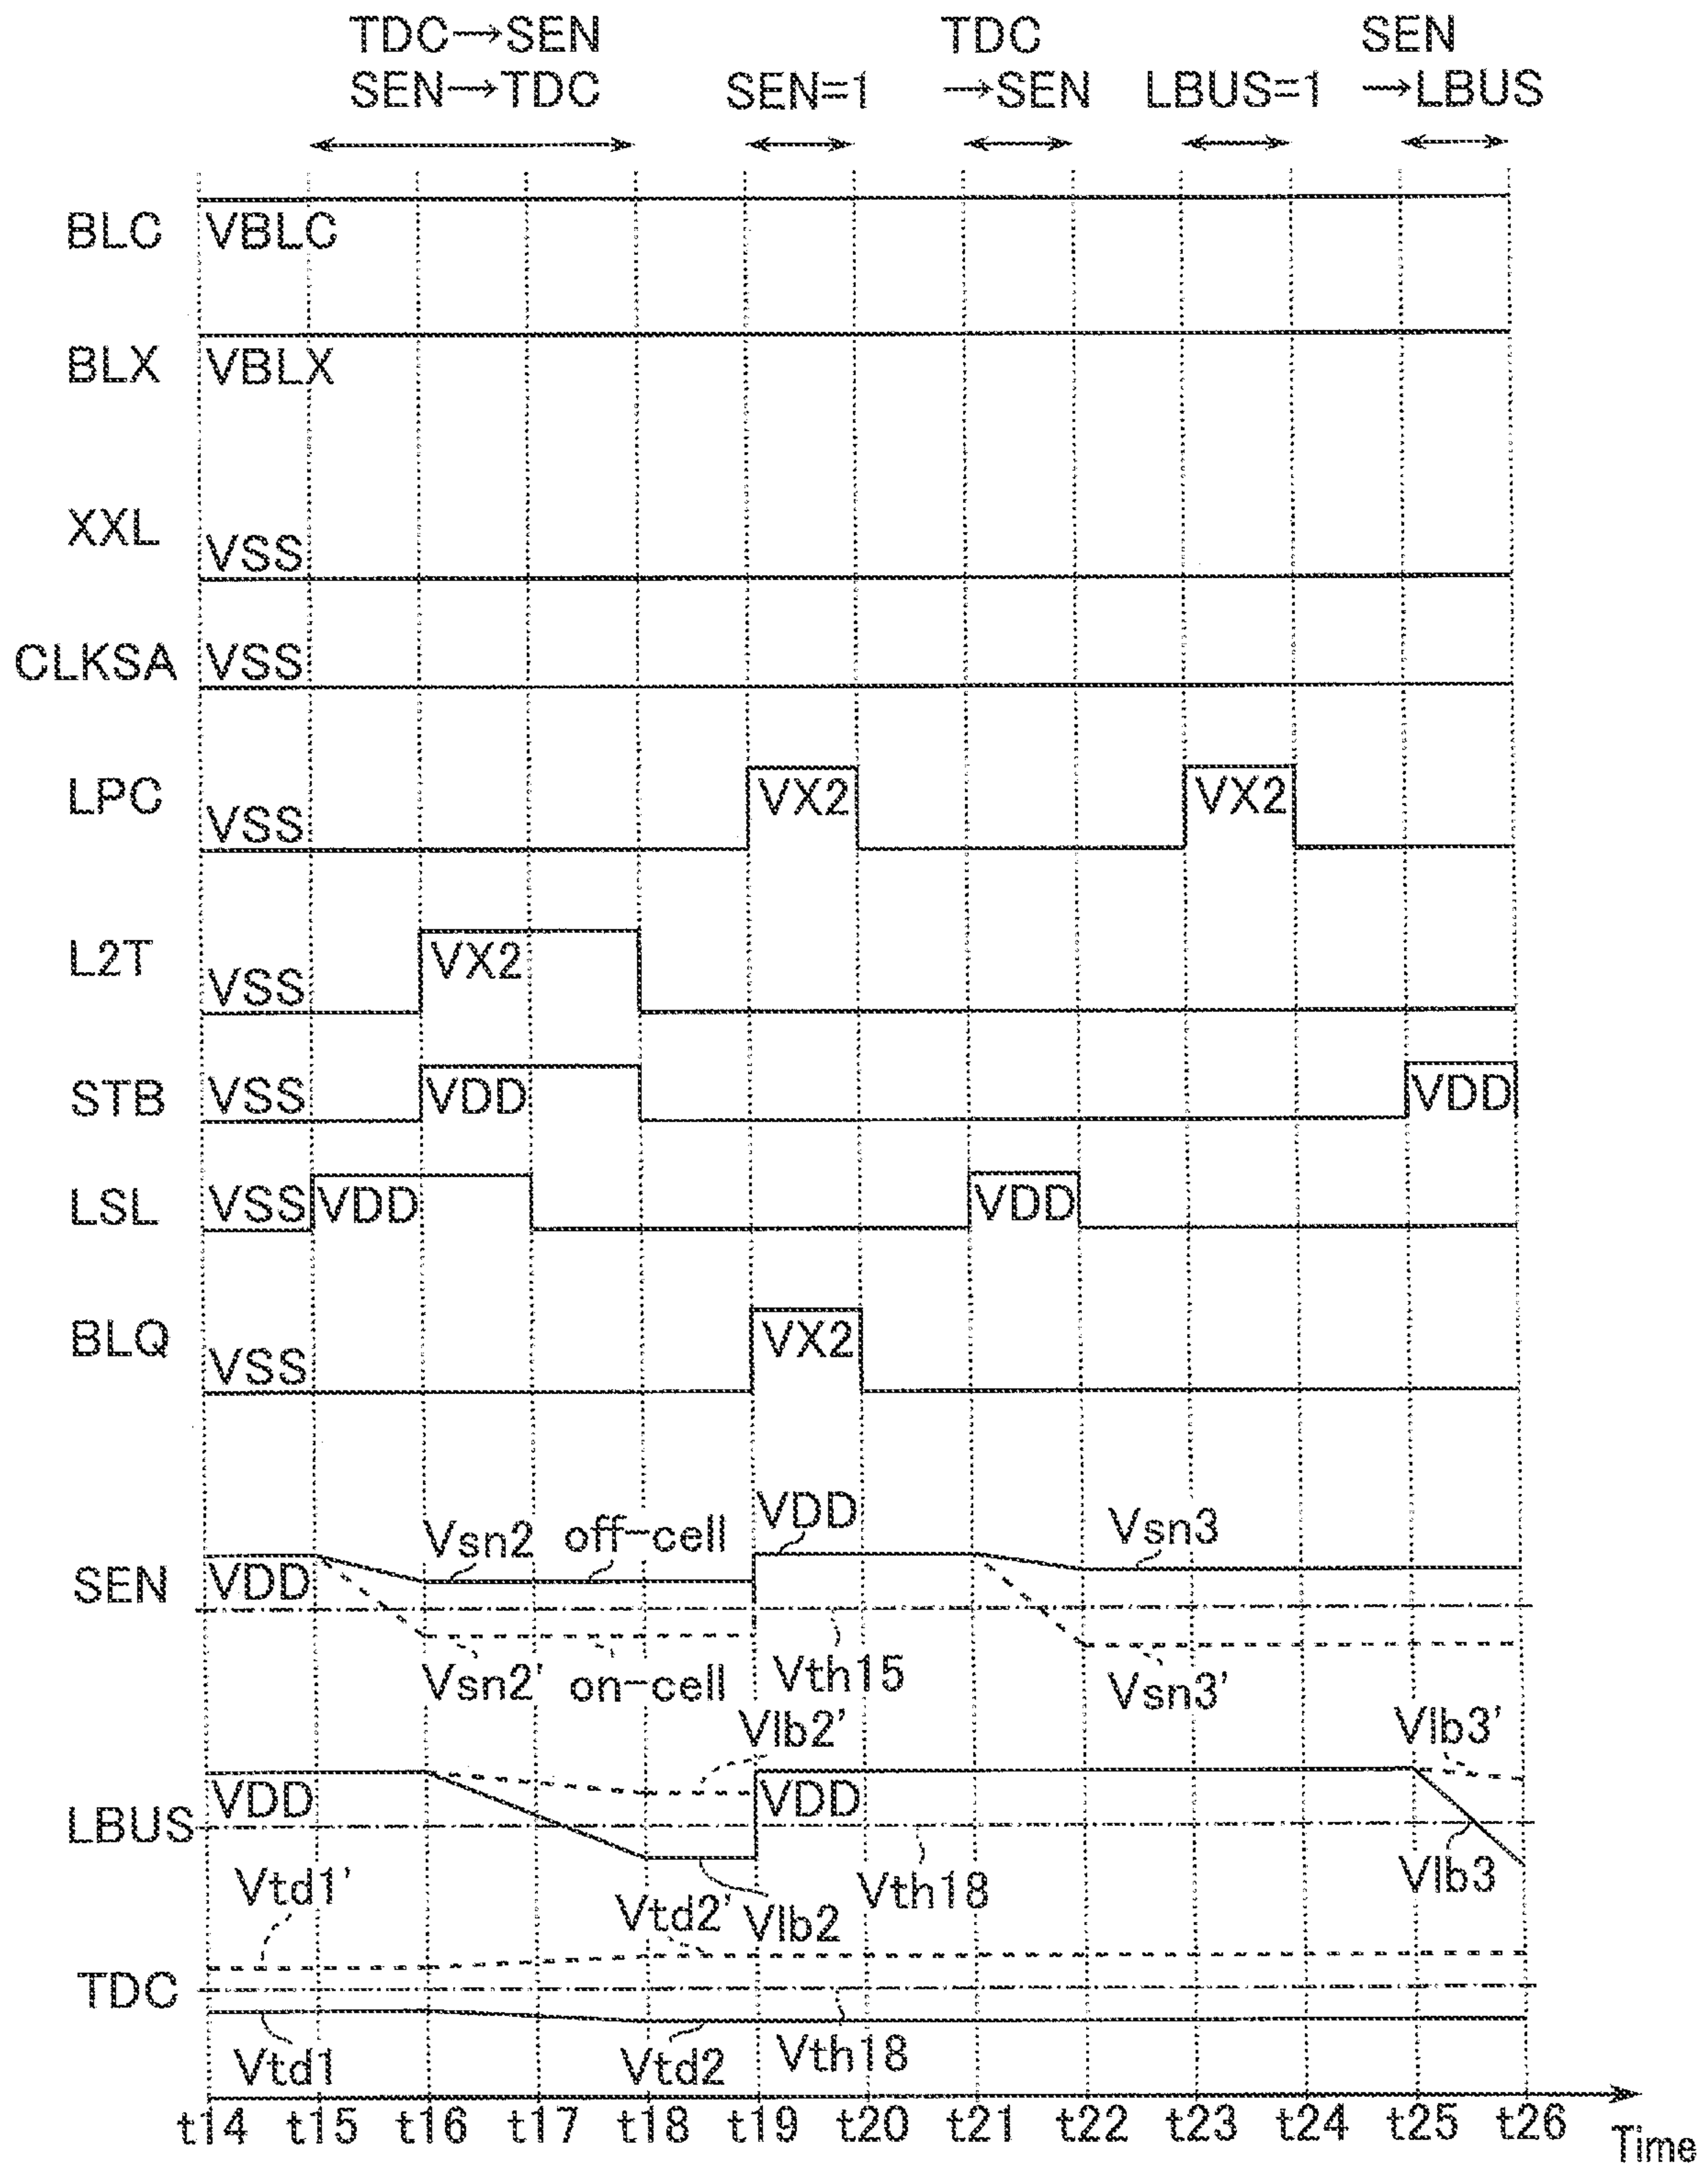 TDC→SEN
SEN→TDC
SEN=1
TDC
→SEN
LBUS=1
SEN
→LBUS
BLC VBLC
BLX VBLX
XXL VSS
CLKSA VSS
LPC VSS VX2 VX2
L2T VSS VX2
STB VSS VDD VDD
LSL VSS VDD VDD
BLQ VSS VX2
SEN VDD Vsn2 off-cell VDD Vsn3
Vsn2' on-cell Vth15 Vsn3'
LBUS VDD Vlb2' VDD Vlb3'
Vlb2 Vth18 Vlb3
TDC Vtd1' Vtd2'
Vtd1 Vtd2 Vth18
t14 t15 t16 t17 t18 t19 t20 t21 t22 t23 t24 t25 t26
Time